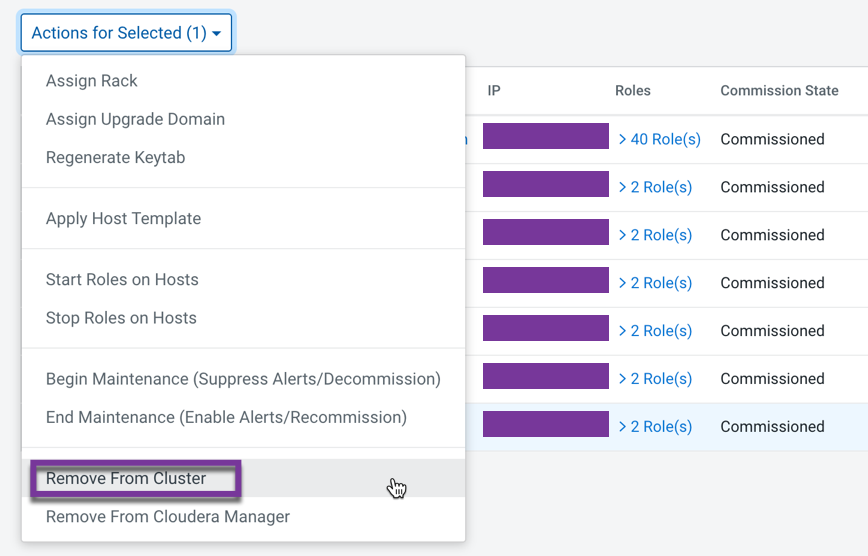 Actions for Selected (1)
Assign Rack
Assign Upgrade Domain
Regenerate Keytab
Apply Host Template
Start Roles on Hosts
Stop Roles on Hosts
Begin Maintenance (Suppress Alerts/Decommission)
End Maintenance (Enable Alerts/Recommission)
Remove From Cluster
Remove From Cloudera Manager
IP Roles Commission State
> 40 Role(s) Commissioned
> 2 Role(s) Commissioned
> 2 Role(s) Commissioned
> 2 Role(s) Commissioned
> 2 Role(s) Commissioned
> 2 Role(s) Commissioned
> 2 Role(s) Commissioned